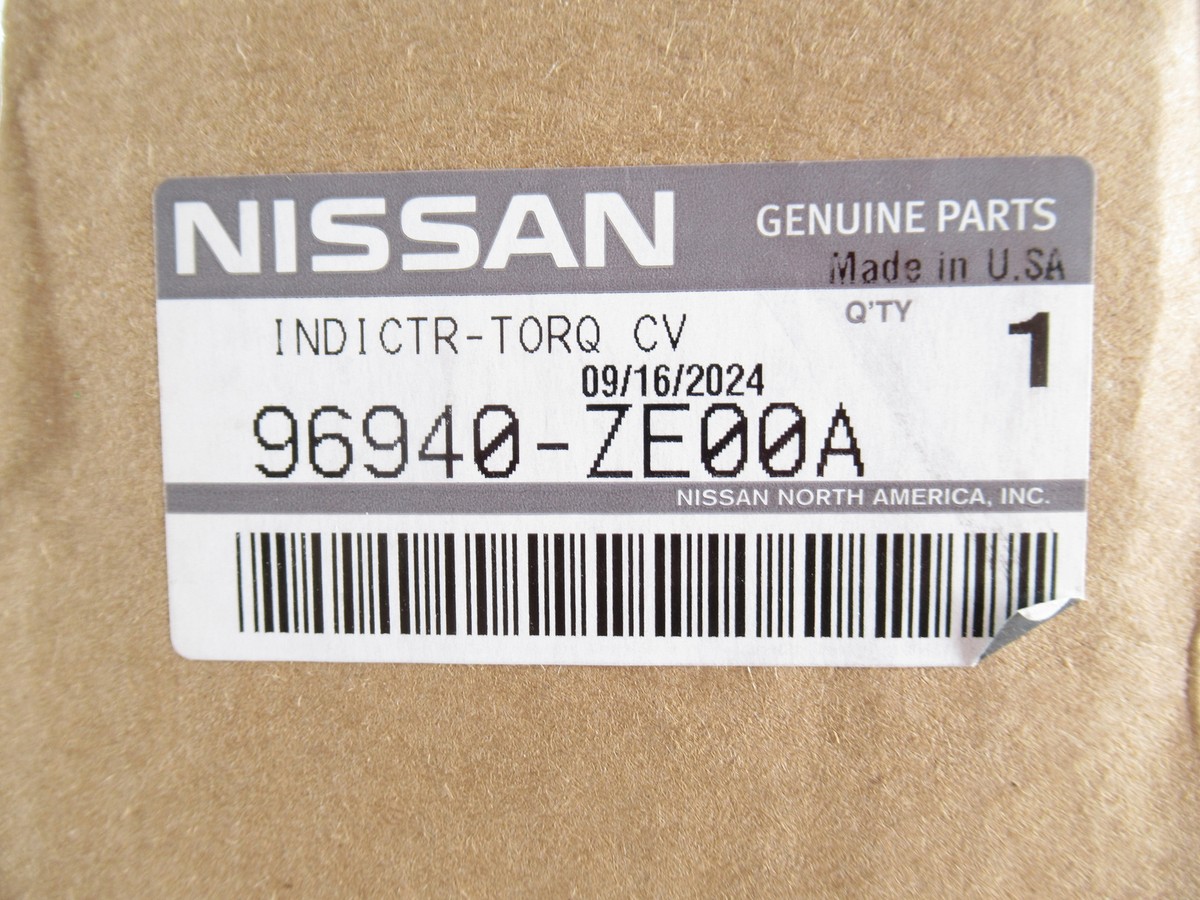 NISSAN
GENUINE PARTS
Made in U.SA
Q'TY
1
INDICTR-TORQ CV
09/16/2024
96940-ZE00A
NISSAN NORTH AMERICA, INC.